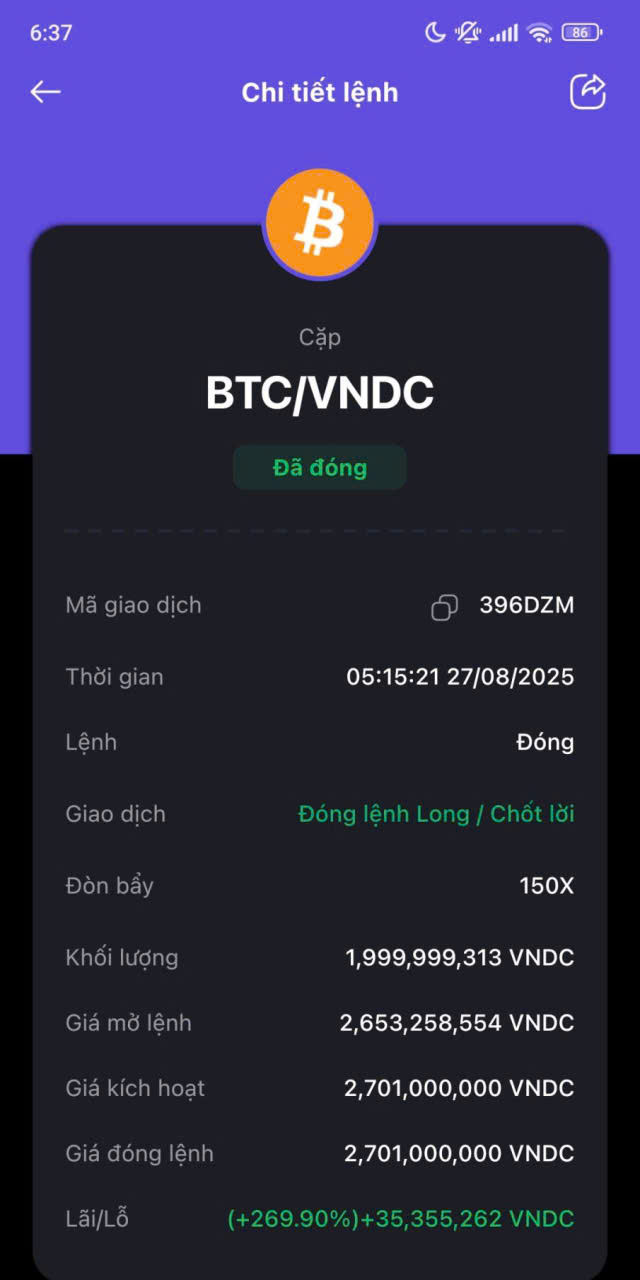 6:37
86
Chi tiết lệnh
Cặp
BTC/VNDC
Đã đóng
Mã giao dịch 396DZM
Thời gian 05:15:21 27/08/2025
Lệnh Đóng
Giao dịch Đóng lệnh Long / Chốt lời
Đòn bẩy 150X
Khối lượng 1,999,999,313 VNDC
Giá mở lệnh 2,653,258,554 VNDC
Giá kích hoạt 2,701,000,000 VNDC
Giá đóng lệnh 2,701,000,000 VNDC
Lãi/Lỗ (+269.90%)+35,355,262 VNDC